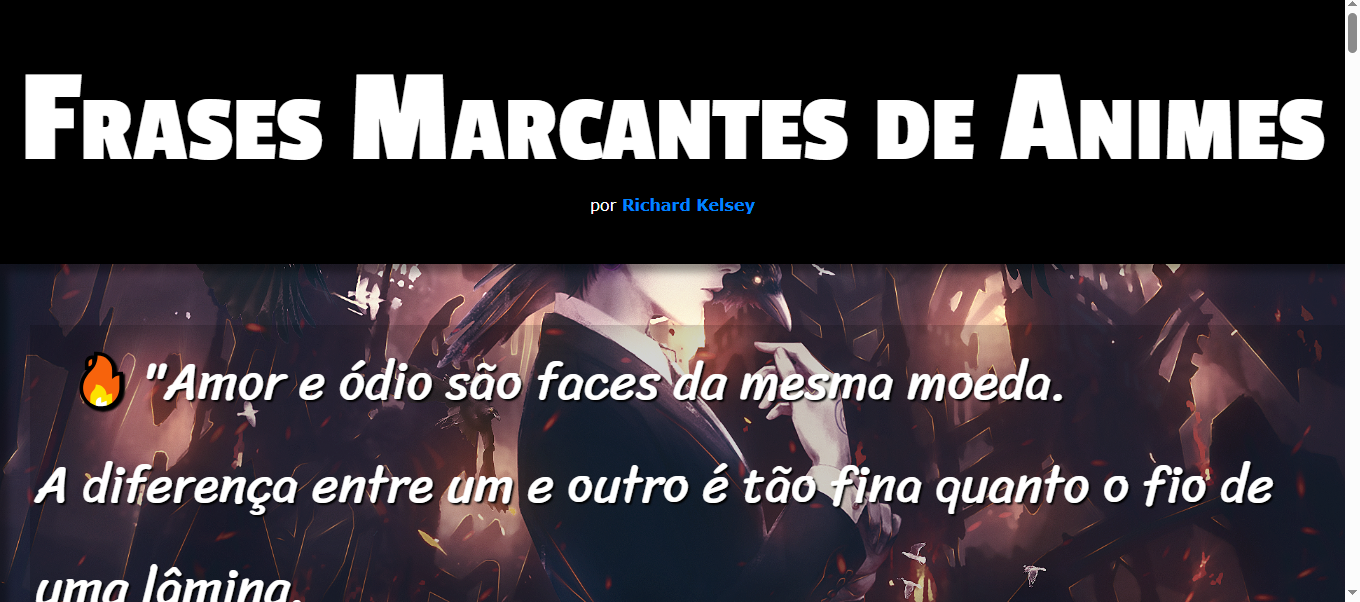 Frases Marcantes de Animes
por Richard Kelsey
"Amor e ódio são faces da mesma moeda.
A diferença entre um e outro é tão fina quanto o fio de
uma lômina.